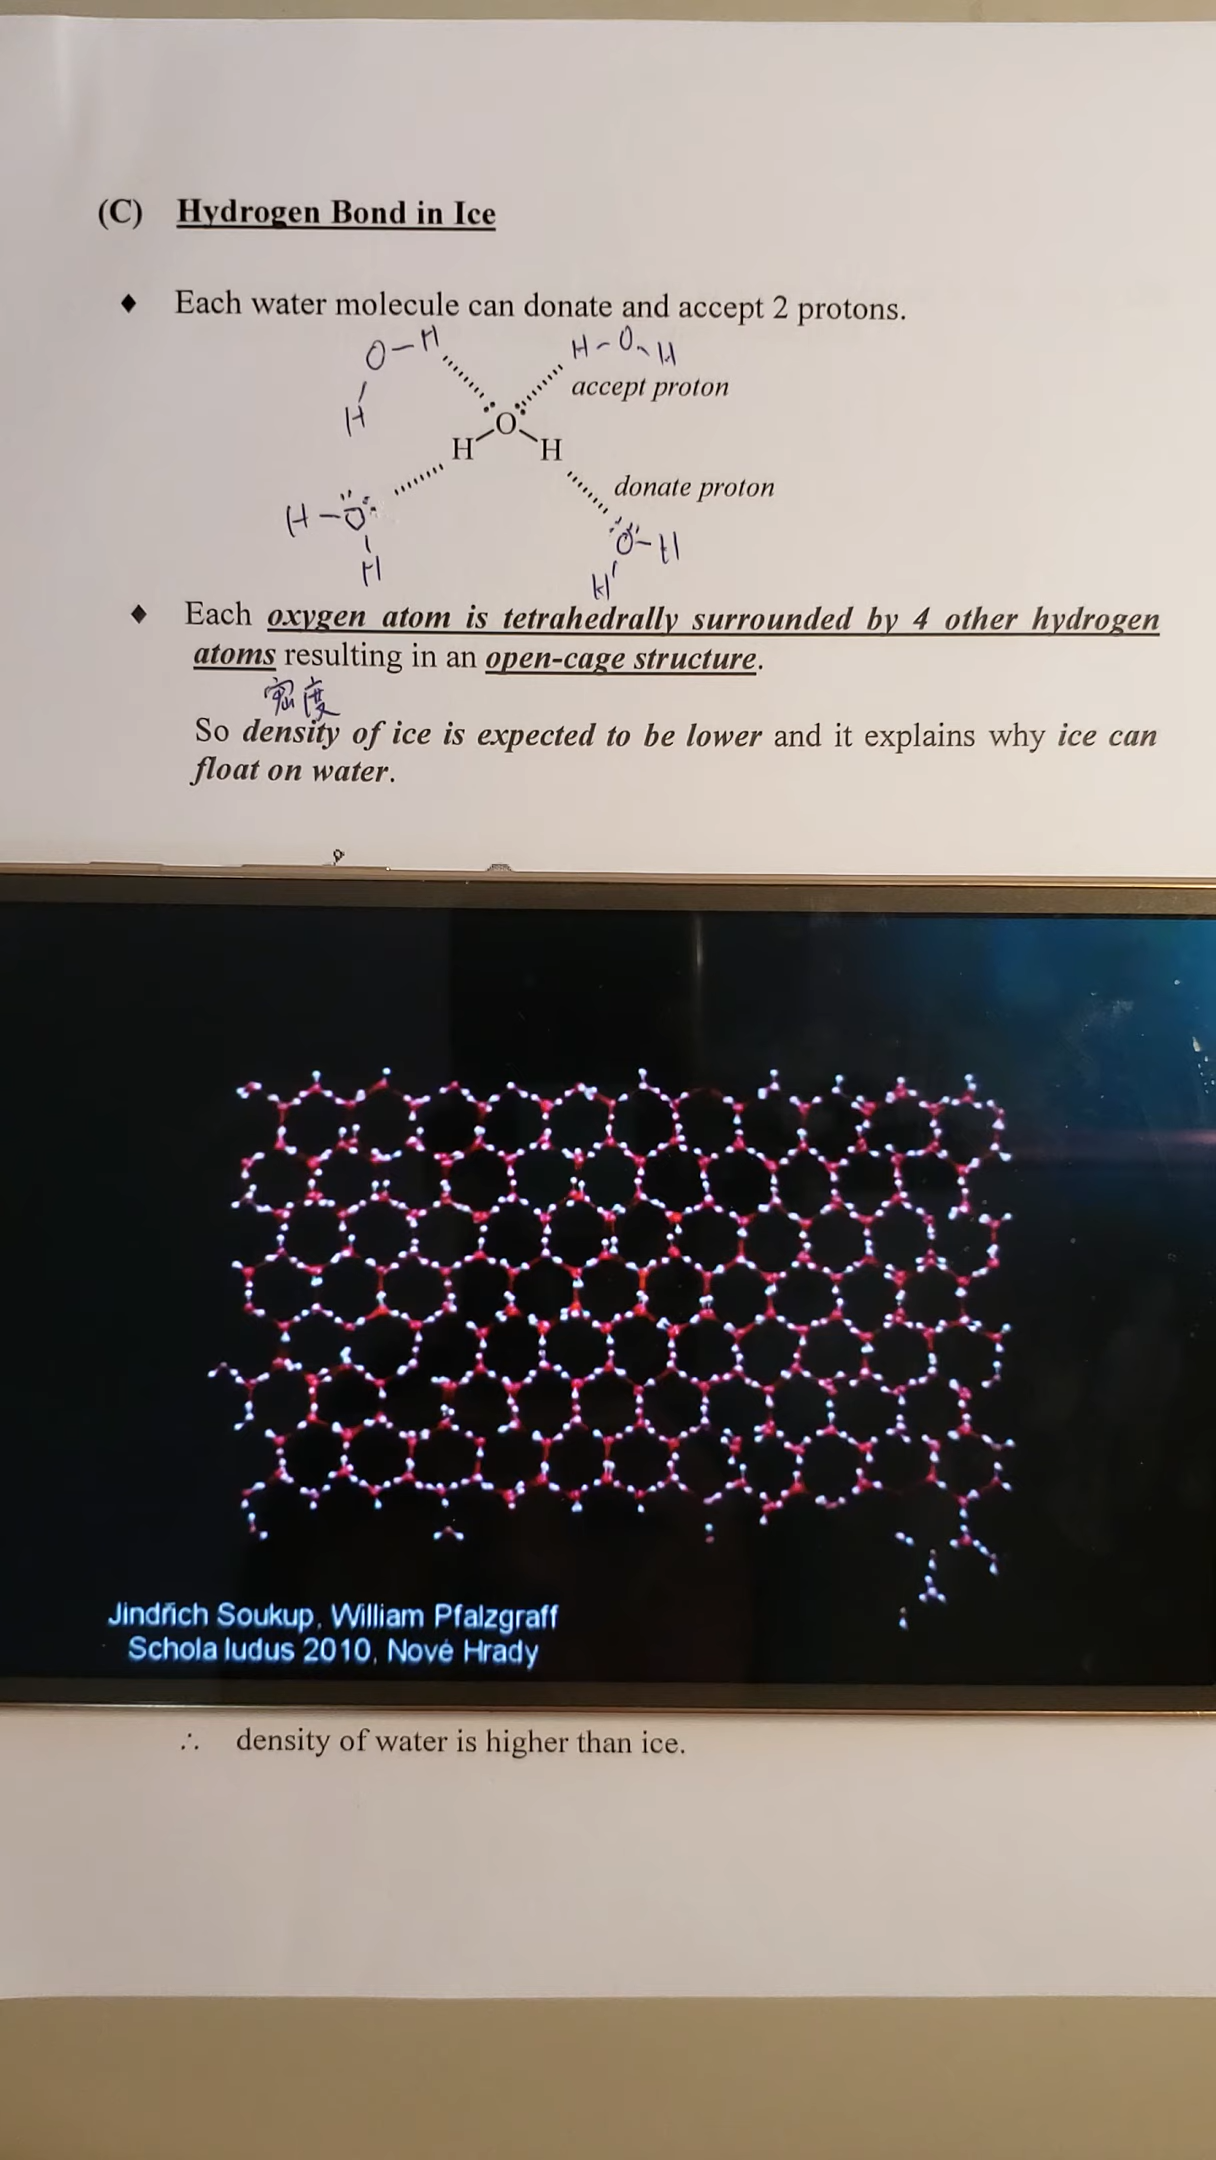 (C) Hydrogen Bond in Ice
♦ Each water molecule can donate and accept 2 protons.
O–H H–O–H
accept proton
H
O
H H
donate proton
H–O
O–H
H
H
♦ Each oxygen atom is tetrahedrally surrounded by 4 other hydrogen
atoms resulting in an open-cage structure.
密度
So density of ice is expected to be lower and it explains why ice can
float on water.
Jindřich Soukup, William Pfalzgraff
Schola ludus 2010, Nové Hrady
∴ density of water is higher than ice.